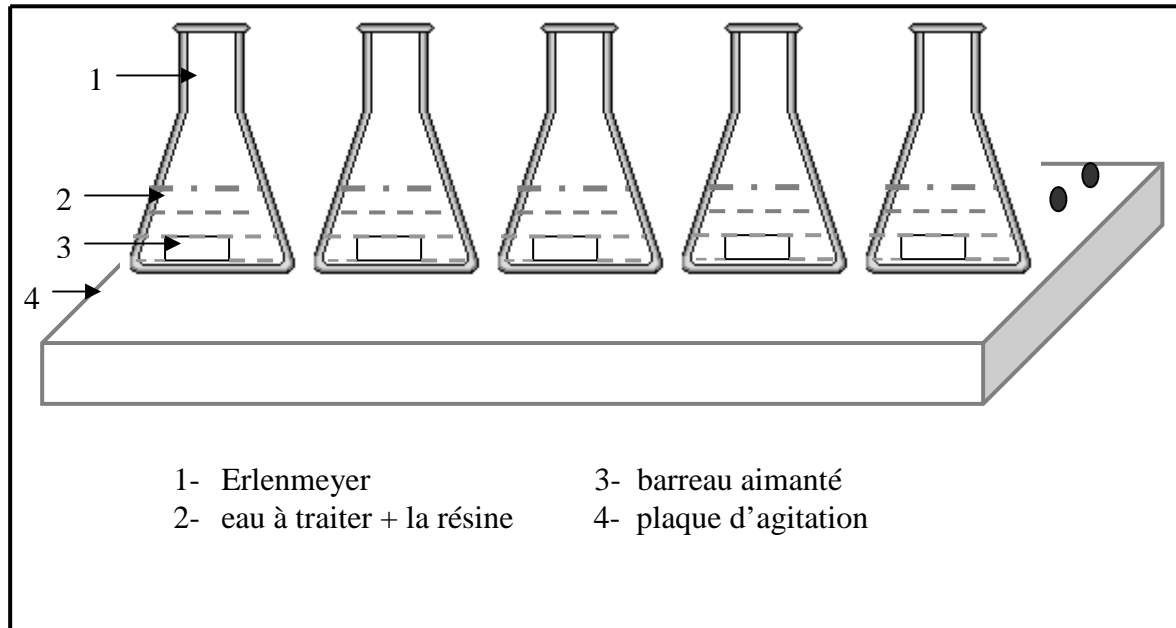 1
2
3
4
1- Erlenmeyer
2- eau à traiter + la résine
3- barreau aimanté
4- plaque d’agitation